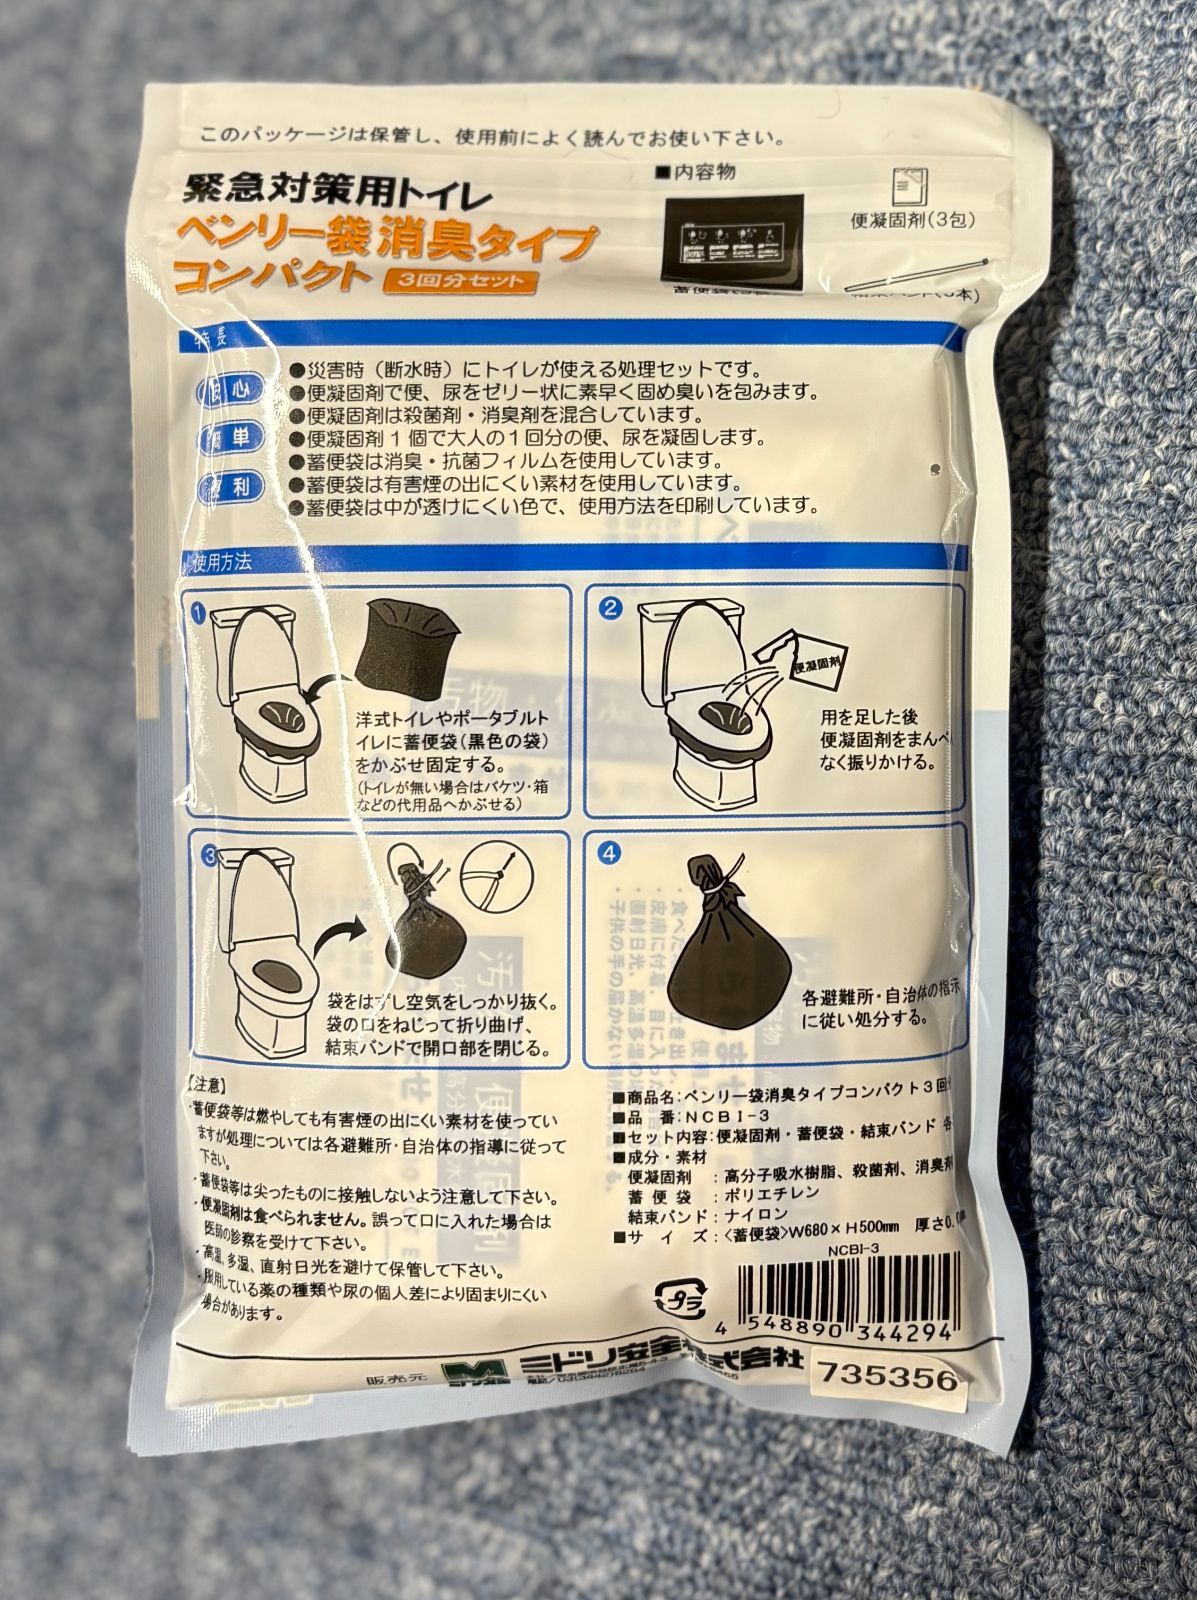 このパッケージは保管し、使用前によく読んでお使い下さい。
緊急対策用トイレ
ベンリー袋 消臭タイプ
コンパクト 3回分セット
■内容物
便凝固剤(3包)
特長
安心
簡単
便利
●災害時（断水時）にトイレが使える処理セットです。
●便凝固剤で便、尿をゼリー状に素早く固め臭いを包みます。
●便凝固剤は殺菌剤・消臭剤を混合しています。
●便凝固剤1個で大人の1回分の便、尿を凝固します。
●蓄便袋は消臭・抗菌フィルムを使用しています。
●蓄便袋は有害煙の出にくい素材を使用しています。
●蓄便袋は中が透けにくい色で、使用方法を印刷しています。
使用方法
1
洋式トイレやポータブルト
イレに蓄便袋(黒色の袋)
をかぶせ固定する。
(トイレが無い場合はバケツ・箱
などの代用品へかぶせる)
2
便凝固剤
用を足した後
便凝固剤をまんべ
なく振りかける。
3
袋をはずし空気をしっかり抜く。
袋の口をねじって折り曲げ、
結束バンドで開口部を閉じる。
4
各避難所・自治体の指示
に従い処分する。
【注意】
・蓄便袋等は燃やしても有害煙の出にくい素材を使ってい
ますが処理については各避難所・自治体の指導に従って
下さい。
・蓄便袋等は尖ったものに接触しないよう注意して下さい。
・便凝固剤は食べられません。誤って口に入れた場合は
医師の診察を受けて下さい。
・高温、多湿、直射日光を避けて保管して下さい。
・服用している薬の種類や尿の個人差により固まりにくい
場合があります。
■商品名：ベンリー袋消臭タイプコンパクト3回
■品 番：NCBI-3
■セット内容：便凝固剤・蓄便袋・結束バンド 各
■成分・素材
便凝固剤 ：高分子吸水樹脂、殺菌剤、消臭剤
蓄便袋 ：ポリエチレン
結束バンド：ナイロン
■サイズ：〈蓄便袋〉W680×H500mm 厚さ0.
NCBI-3
プラ
4 548890 344294
販売元 ミドリ安全株式会社
735356